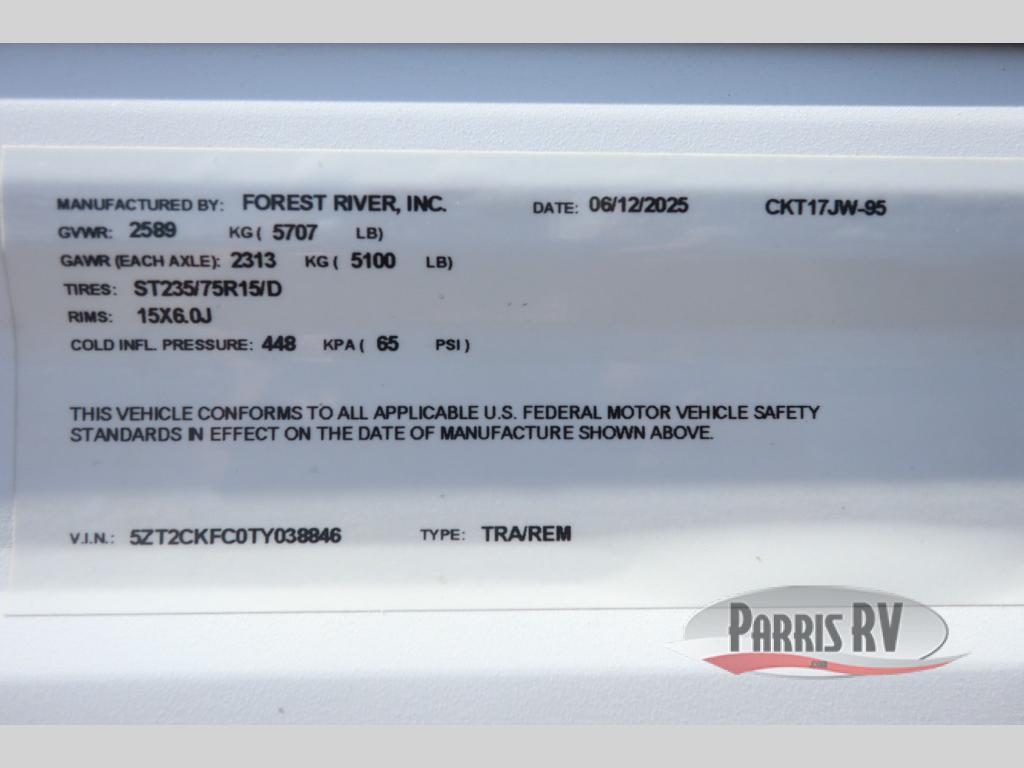 MANUFACTURED BY: FOREST RIVER, INC. DATE: 06/12/2025 CKT17JW-95
GVWR: 2589 KG ( 5707 LB)
GAWR (EACH AXLE): 2313 KG ( 5100 LB)
TIRES: ST235/75R15/D
RIMS: 15X6.0J
COLD INFL. PRESSURE: 448 KPA ( 65 PSI )
THIS VEHICLE CONFORMS TO ALL APPLICABLE U.S. FEDERAL MOTOR VEHICLE SAFETY
STANDARDS IN EFFECT ON THE DATE OF MANUFACTURE SHOWN ABOVE.
V.I.N.: 5ZT2CKFC0TY038846 TYPE: TRA/REM
PARRIS RV
.com